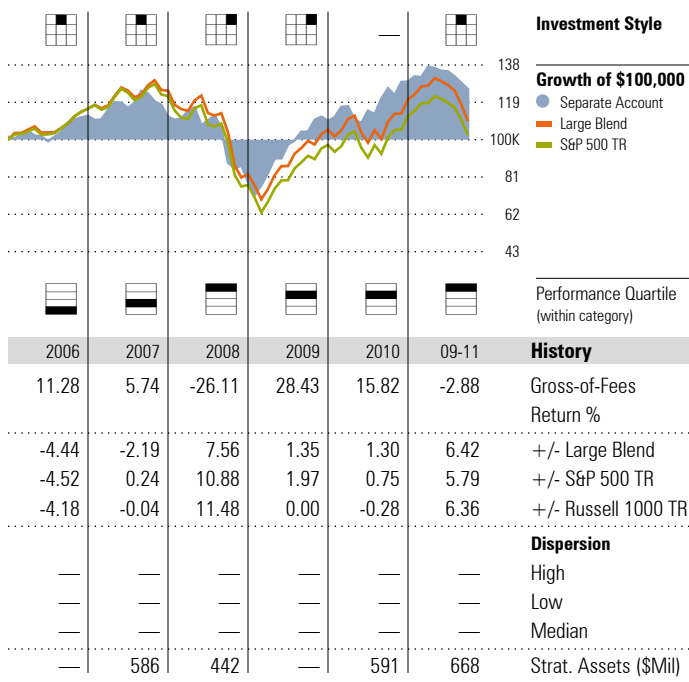 — Investment Style
138 Growth of $100,000
119 Separate Account
Large Blend
100K S&P 500 TR
81
62
43
Performance Quartile
(within category)
2006 2007 2008 2009 2010 09-11 History
11.28 5.74 -26.11 28.43 15.82 -2.88 Gross-of-Fees
Return %
-4.44 -2.19 7.56 1.35 1.30 6.42 +/- Large Blend
-4.52 0.24 10.88 1.97 0.75 5.79 +/- S&P 500 TR
-4.18 -0.04 11.48 0.00 -0.28 6.36 +/- Russell 1000 TR
Dispersion
— — — — — — High
— — — — — — Low
— — — — — — Median
— 586 442 — 591 668 Strat. Assets ($Mil)